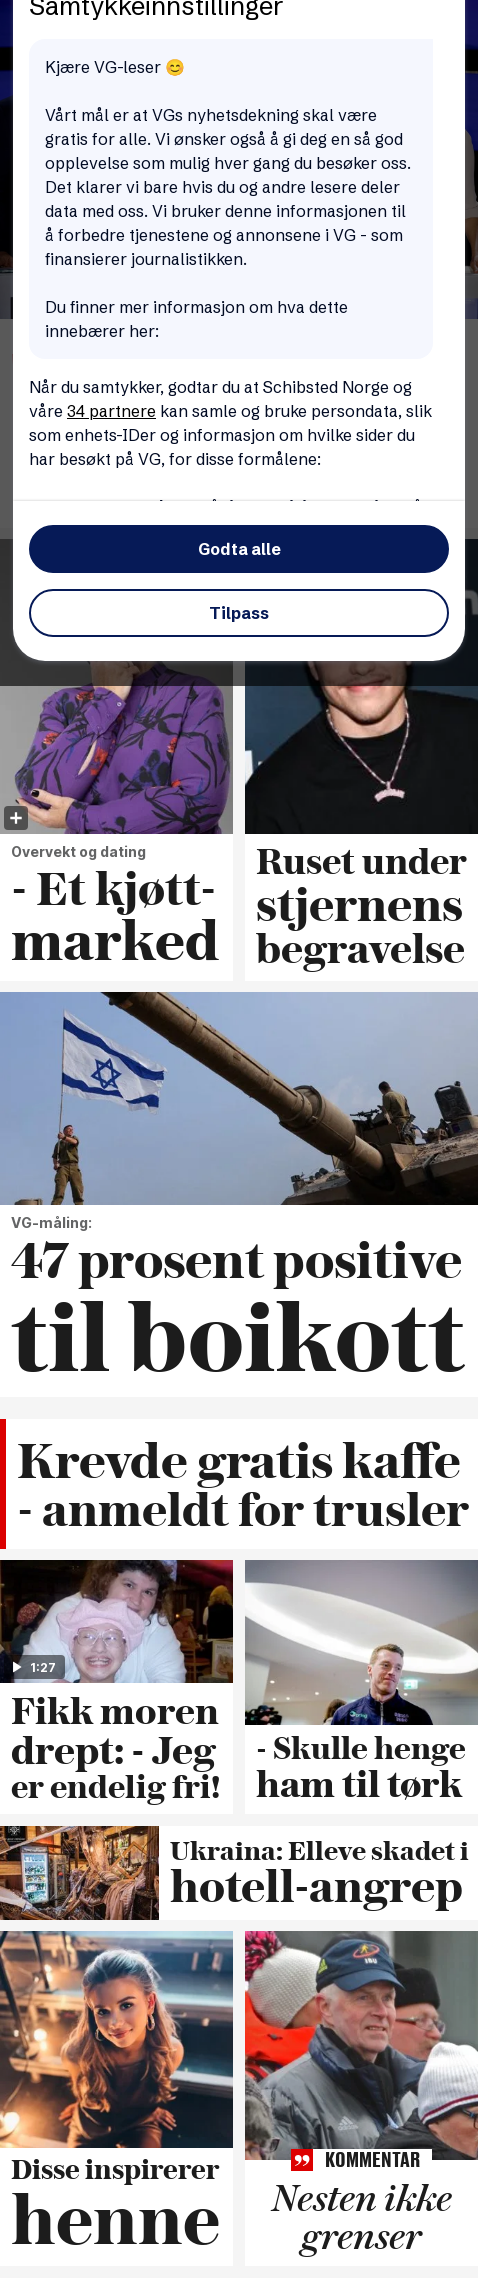 Samtykkeinnstillinger
Kjære VG-leser 😊
Vårt mål er at VGs nyhetsdekning skal være
gratis for alle. Vi ønsker også å gi deg en så god
opplevelse som mulig hver gang du besøker oss.
Det klarer vi bare hvis du og andre lesere deler
data med oss. Vi bruker denne informasjonen til
å forbedre tjenestene og annonsene i VG - som
finansierer journalistikken.
Du finner mer informasjon om hva dette
innebærer her:
Når du samtykker, godtar du at Schibsted Norge og
våre 34 partnere kan samle og bruke persondata, slik
som enhets-IDer og informasjon om hvilke sider du
har besøkt på VG, for disse formålene:
Godta alle
Tilpass
Overvekt og dating
- Et kjøtt-
marked
Ruset under
stjernens
begravelse
VG-måling:
47 prosent positive
til boikott
Krevde gratis kaffe
- anmeldt for trusler
1:27
Fikk moren
drept: - Jeg
er endelig fri!
- Skulle henge
ham til tørk
Ukraina: Elleve skadet i
hotell-angrep
IBU
Disse inspirerer
henne
KOMMENTAR
Nesten ikke
grenser